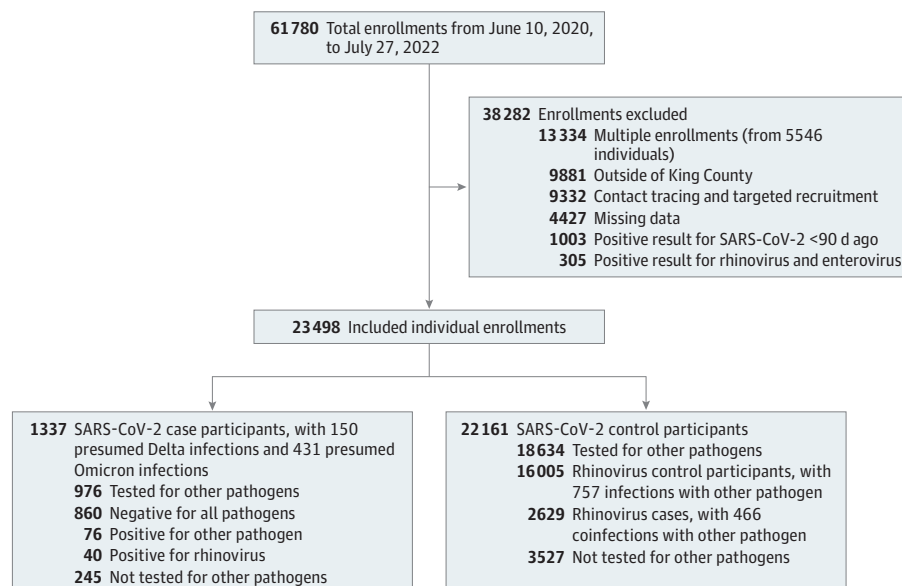 61780 Total enrollments from June 10, 2020,
to July 27, 2022
38282 Enrollments excluded
13334 Multiple enrollments (from 5546
individuals)
9881 Outside of King County
9332 Contact tracing and targeted recruitment
4427 Missing data
1003 Positive result for SARS-CoV-2 <90 d ago
305 Positive result for rhinovirus and enterovirus
23498 Included individual enrollments
1337 SARS-CoV-2 case participants, with 150
presumed Delta infections and 431 presumed
Omicron infections
976 Tested for other pathogens
860 Negative for all pathogens
76 Positive for other pathogen
40 Positive for rhinovirus
245 Not tested for other pathogens
22161 SARS-CoV-2 control participants
18634 Tested for other pathogens
16005 Rhinovirus control participants, with
757 infections with other pathogen
2629 Rhinovirus cases, with 466
coinfections with other pathogen
3527 Not tested for other pathogens